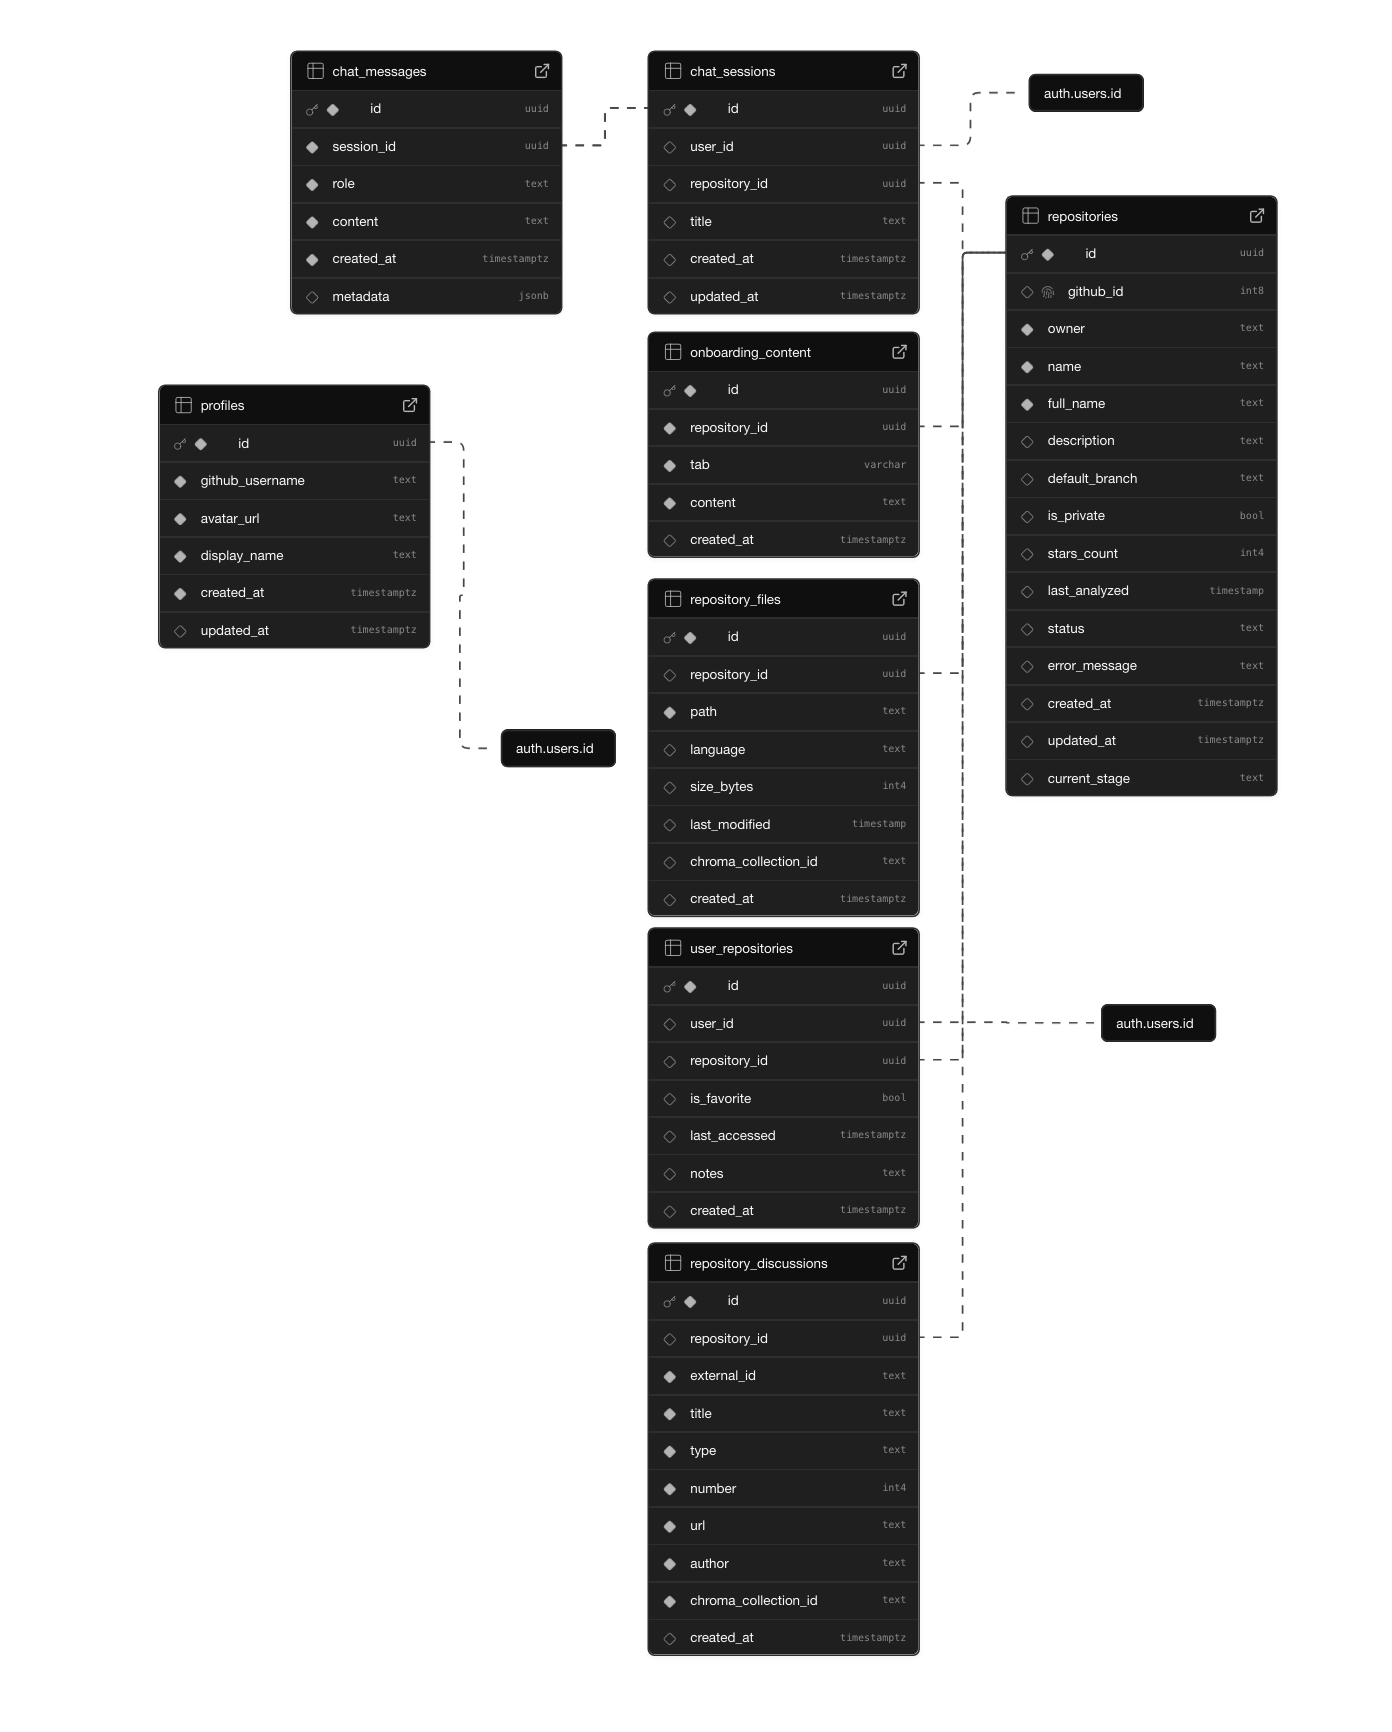 chat_messages
id uuid
session_id uuid
role text
content text
created_at timestamptz
metadata jsonb
chat_sessions
id uuid
user_id uuid
repository_id uuid
title text
created_at timestamptz
updated_at timestamptz
auth.users.id
repositories
id uuid
github_id int8
owner text
name text
full_name text
description text
default_branch text
is_private bool
stars_count int4
last_analyzed timestamp
status text
error_message text
created_at timestamptz
updated_at timestamptz
current_stage text
onboarding_content
id uuid
repository_id uuid
tab varchar
content text
created_at timestamptz
profiles
id uuid
github_username text
avatar_url text
display_name text
created_at timestamptz
updated_at timestamptz
auth.users.id
repository_files
id uuid
repository_id uuid
path text
language text
size_bytes int4
last_modified timestamp
chroma_collection_id text
created_at timestamptz
user_repositories
id uuid
user_id uuid
repository_id uuid
is_favorite bool
last_accessed timestamptz
notes text
created_at timestamptz
auth.users.id
repository_discussions
id uuid
repository_id uuid
external_id text
title text
type text
number int4
url text
author text
chroma_collection_id text
created_at timestamptz